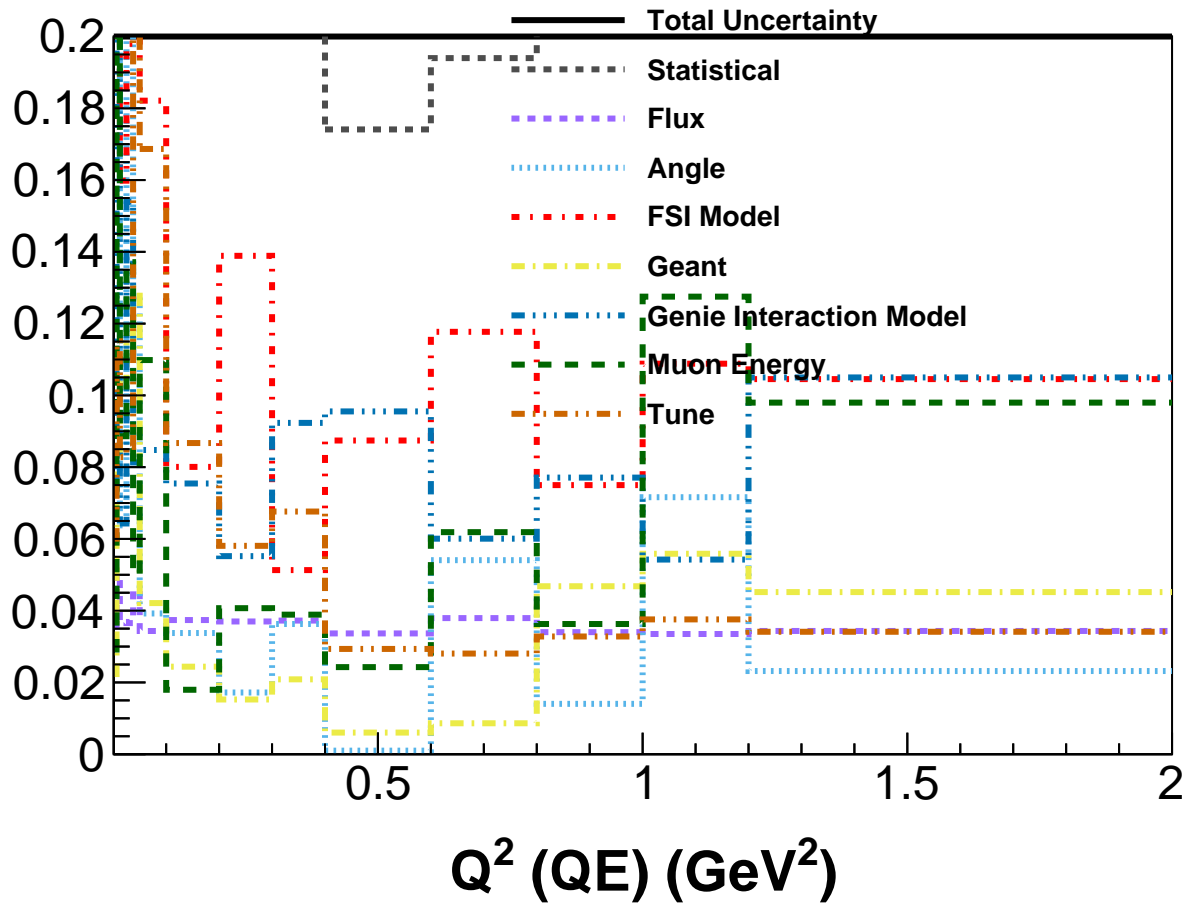 Total Uncertainty
Statistical
Flux
Angle
FSI Model
Geant
Genie Interaction Model
Muon Energy
Tune
0.2
0.18
0.16
0.14
0.12
0.1
0.08
0.06
0.04
0.02
0
0.5
1
1.5
2
Q² (QE) (GeV²)